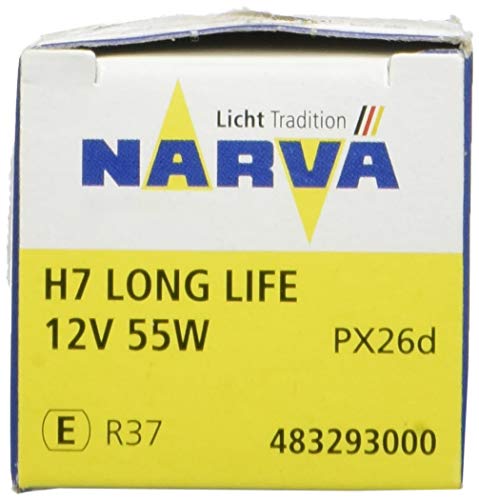 Licht Tradition
NARVA
H7 LONG LIFE
12V 55W PX26d
E R37 483293000